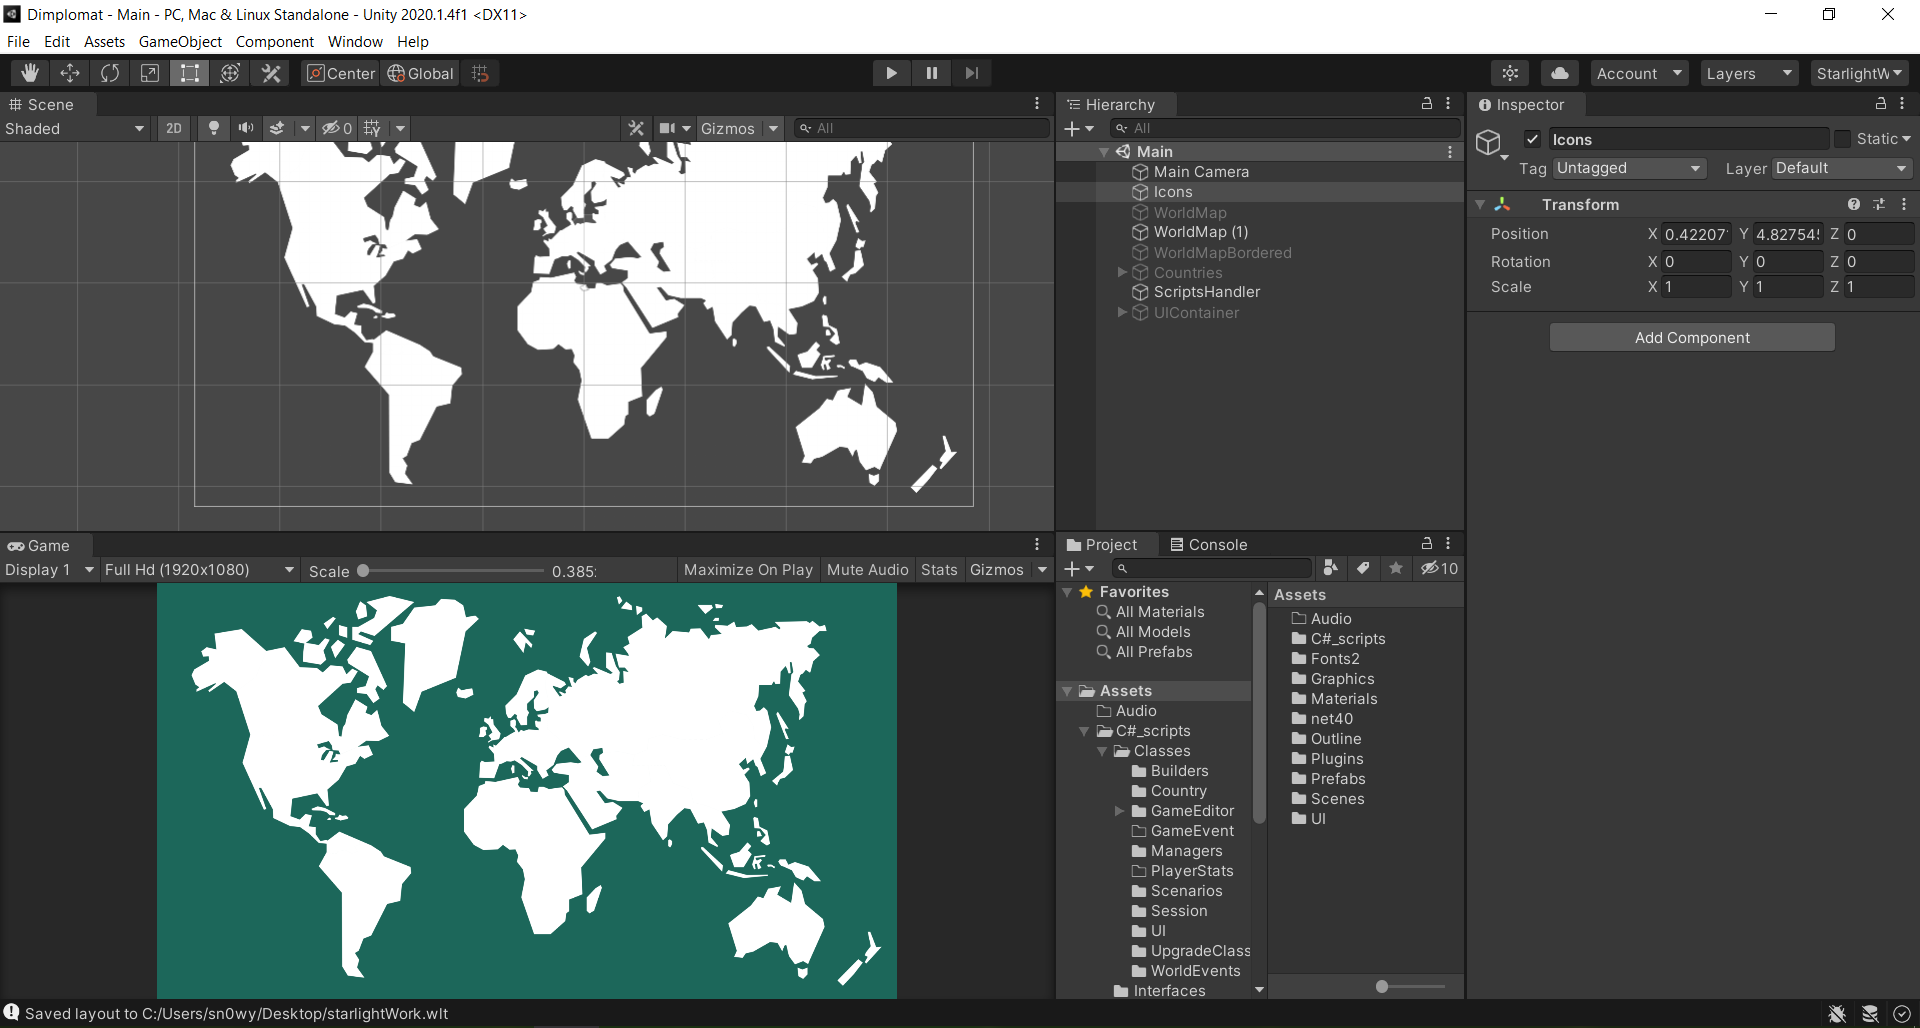 Dimplomat - Main - PC, Mac & Linux Standalone - Unity 2020.1.4f1 <DX11>
File Edit Assets GameObject Component Window Help
Center Global
Account Layers StarlightW
Scene
Shaded 2D 0 Gizmos All
Hierarchy
All
Main
Main Camera
Icons
WorldMap
WorldMap (1)
WorldMapBordered
Countries
ScriptsHandler
UIContainer
Inspector
Icons Static
Tag Untagged Layer Default
Transform
Position X 0.42207 Y 4.82754 Z 0
Rotation X 0 Y 0 Z 0
Scale X 1 Y 1 Z 1
Add Component
Game
Display 1 Full Hd (1920x1080) Scale 0.385 Maximize On Play Mute Audio Stats Gizmos
Project Console
10
Favorites
All Materials
All Models
All Prefabs
Assets
Audio
C#_scripts
Classes
Builders
Country
GameEditor
GameEvent
Managers
PlayerStats
Scenarios
Session
UI
UpgradeClass
WorldEvents
Interfaces
Assets
Audio
C#_scripts
Fonts2
Graphics
Materials
net40
Outline
Plugins
Prefabs
Scenes
UI
Saved layout to C:/Users/sn0wy/Desktop/starlightWork.wlt